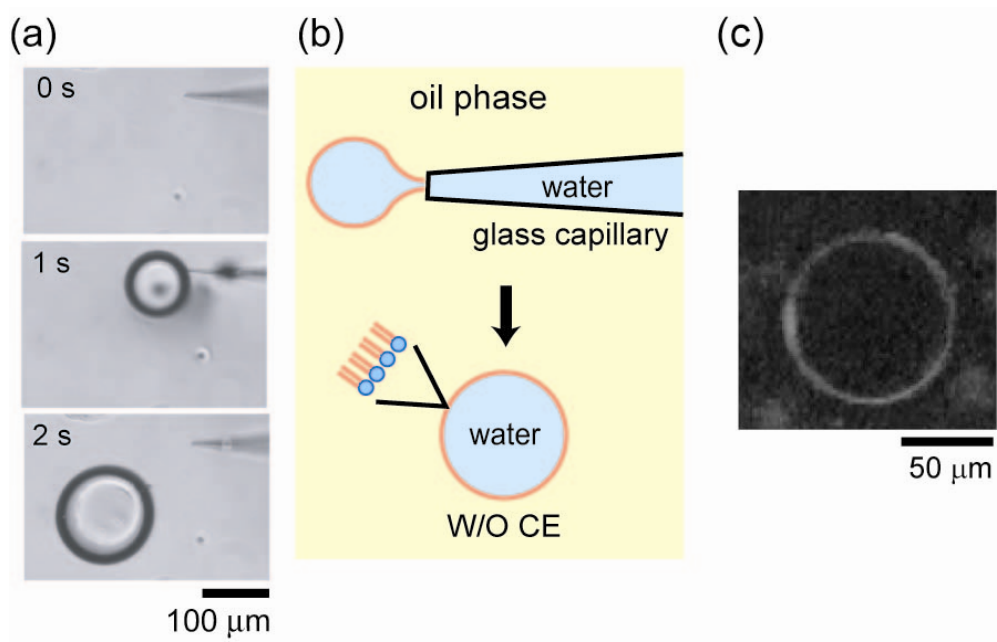 (a)
0 s
1 s
2 s
100 μm
(b)
oil phase
water
glass capillary
water
W/O CE
(c)
50 μm